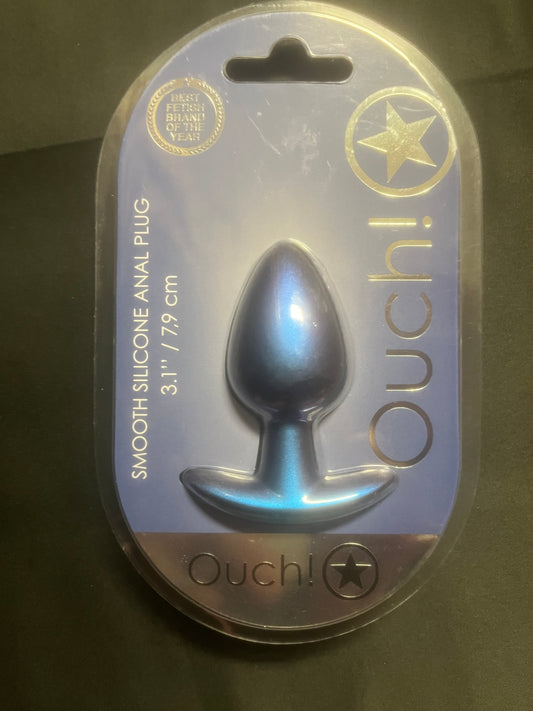 BEST
FETISH
BRAND
OF THE
YEAR
Ouch!
SMOOTH SILICONE ANAL PLUG
3.1'' / 7,9 cm
Ouch!